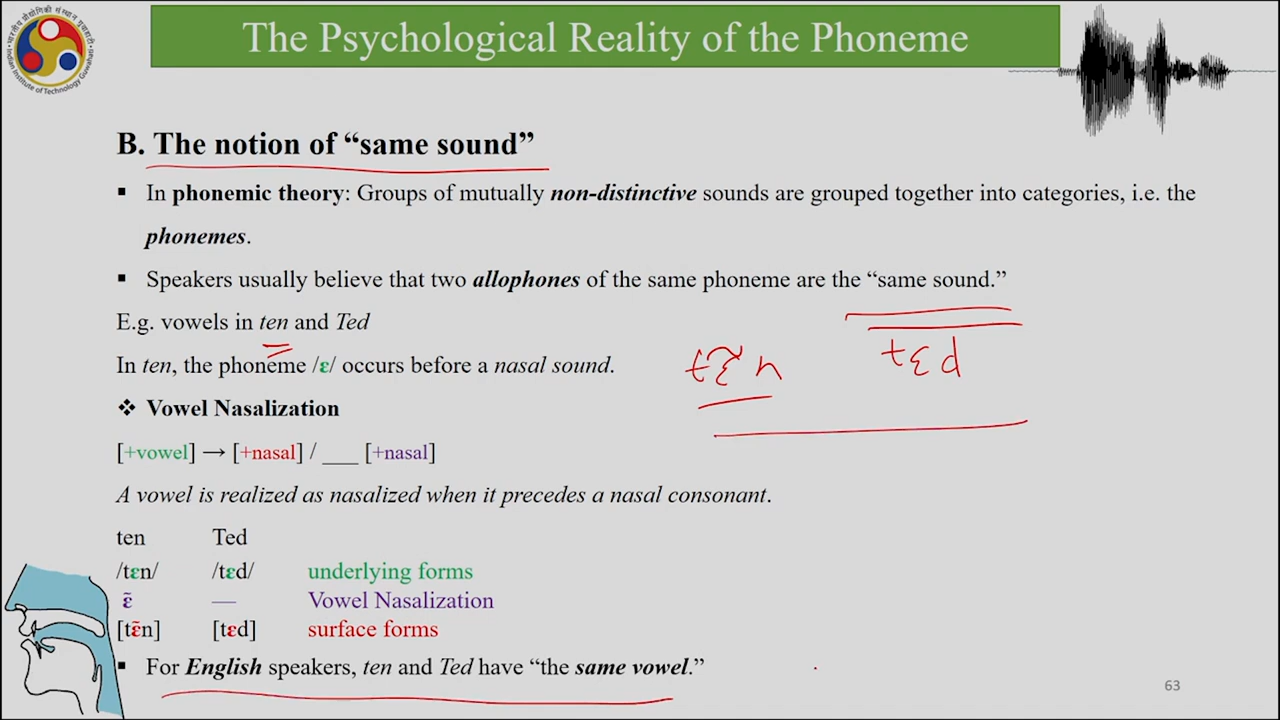 The Psychological Reality of the Phoneme
B. The notion of “same sound”
▪ In phonemic theory: Groups of mutually non-distinctive sounds are grouped together into categories, i.e. the
phonemes.
▪ Speakers usually believe that two allophones of the same phoneme are the “same sound.”
E.g. vowels in ten and Ted
tɛ̃n tɛd
In ten, the phoneme /ɛ/ occurs before a nasal sound.
❖ Vowel Nasalization
[+vowel] → [+nasal] / ___ [+nasal]
A vowel is realized as nasalized when it precedes a nasal consonant.
ten Ted
/tɛn/ /tɛd/ underlying forms
ɛ̃ — Vowel Nasalization
[tɛ̃n] [tɛd] surface forms
▪ For English speakers, ten and Ted have “the same vowel.”
63